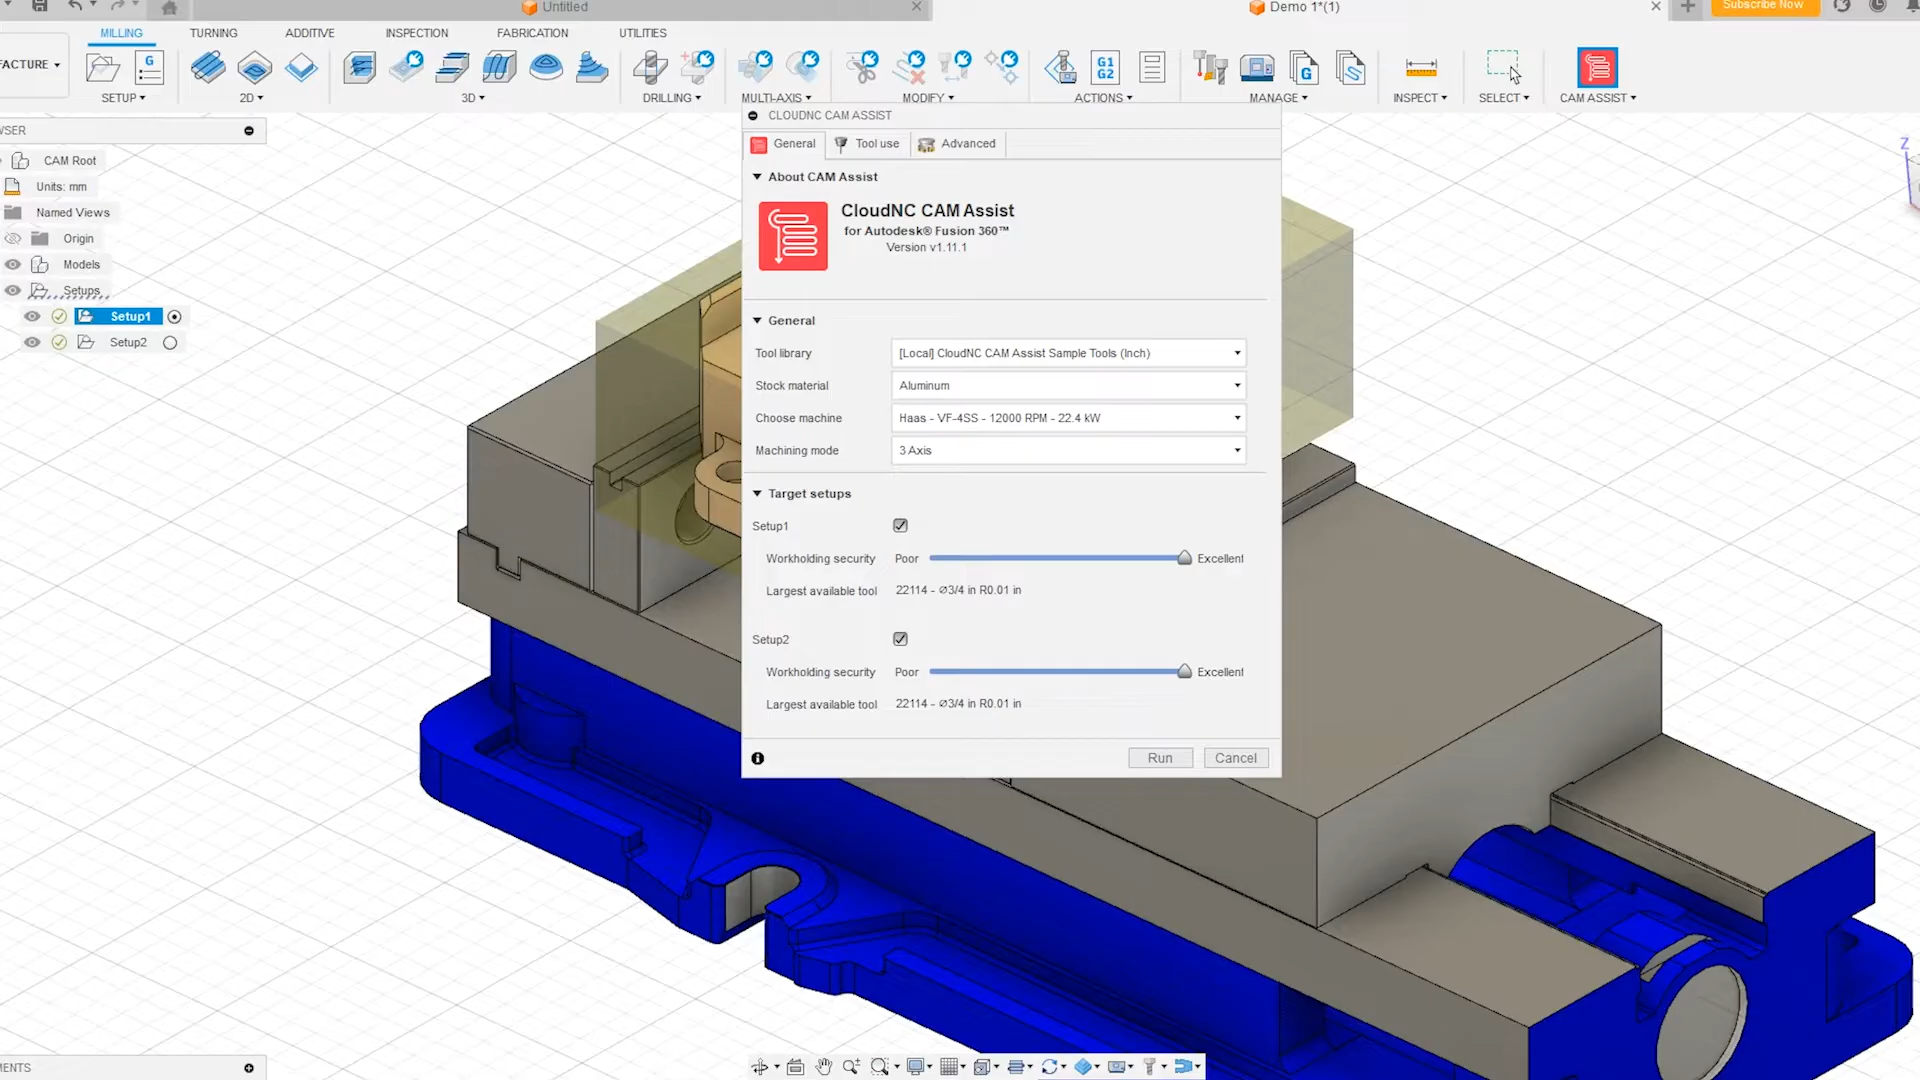 Untitled
Demo 1*(1)
Subscribe Now
MILLING
TURNING
ADDITIVE
INSPECTION
FABRICATION
UTILITIES
FACTURE
G
G1
G2
G
SETUP
2D
3D
DRILLING
MULTI-AXIS
MODIFY
ACTIONS
MANAGE
INSPECT
SELECT
CAM ASSIST
WSER
CAM Root
Units: mm
Named Views
Origin
Models
Setups
Setup1
Setup2
CLOUDNC CAM ASSIST
General
Tool use
Advanced
About CAM Assist
CloudNC CAM Assist
for Autodesk® Fusion 360™
Version v1.11.1
General
Tool library
[Local] CloudNC CAM Assist Sample Tools (Inch)
Stock material
Aluminum
Choose machine
Haas - VF-4SS - 12000 RPM - 22.4 kW
Machining mode
3 Axis
Target setups
Setup1
Workholding security
Poor
Excellent
Largest available tool
22114 - ⌀3/4 in R0.01 in
Setup2
Workholding security
Poor
Excellent
Largest available tool
22114 - ⌀3/4 in R0.01 in
Run
Cancel
Z
MENTS